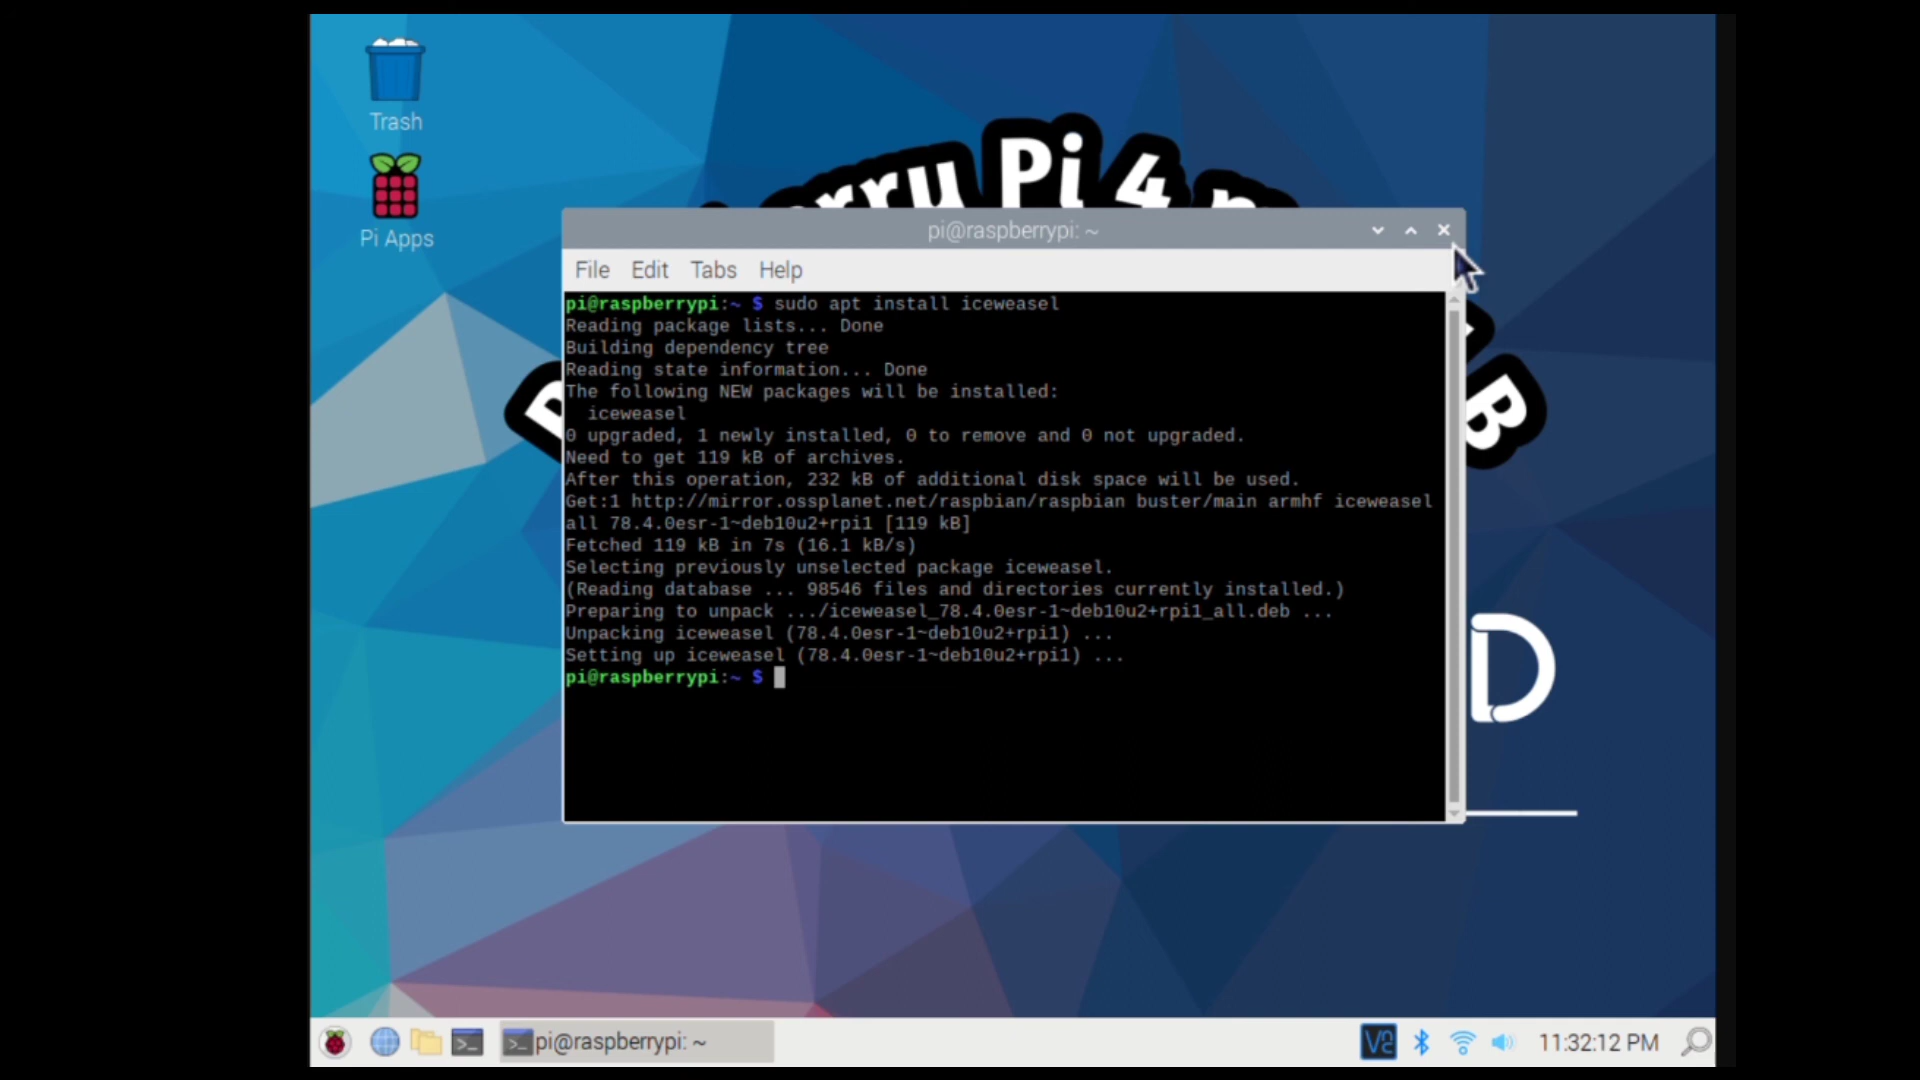 Trash
Pi Apps
Pi 4
pi@raspberrypi: ~
File Edit Tabs Help
pi@raspberrypi:~ $ sudo apt install iceweasel
Reading package lists... Done
Building dependency tree
Reading state information... Done
The following NEW packages will be installed:
iceweasel
0 upgraded, 1 newly installed, 0 to remove and 0 not upgraded.
Need to get 119 kB of archives.
After this operation, 232 kB of additional disk space will be used.
Get:1 http://mirror.ossplanet.net/raspbian/raspbian buster/main armhf iceweasel
all 78.4.0esr-1~deb10u2+rpi1 [119 kB]
Fetched 119 kB in 7s (16.1 kB/s)
Selecting previously unselected package iceweasel.
(Reading database ... 98546 files and directories currently installed.)
Preparing to unpack .../iceweasel_78.4.0esr-1~deb10u2+rpi1_all.deb ...
Unpacking iceweasel (78.4.0esr-1~deb10u2+rpi1) ...
Setting up iceweasel (78.4.0esr-1~deb10u2+rpi1) ...
pi@raspberrypi:~ $
B
D
pi@raspberrypi: ~
11:32:12 PM